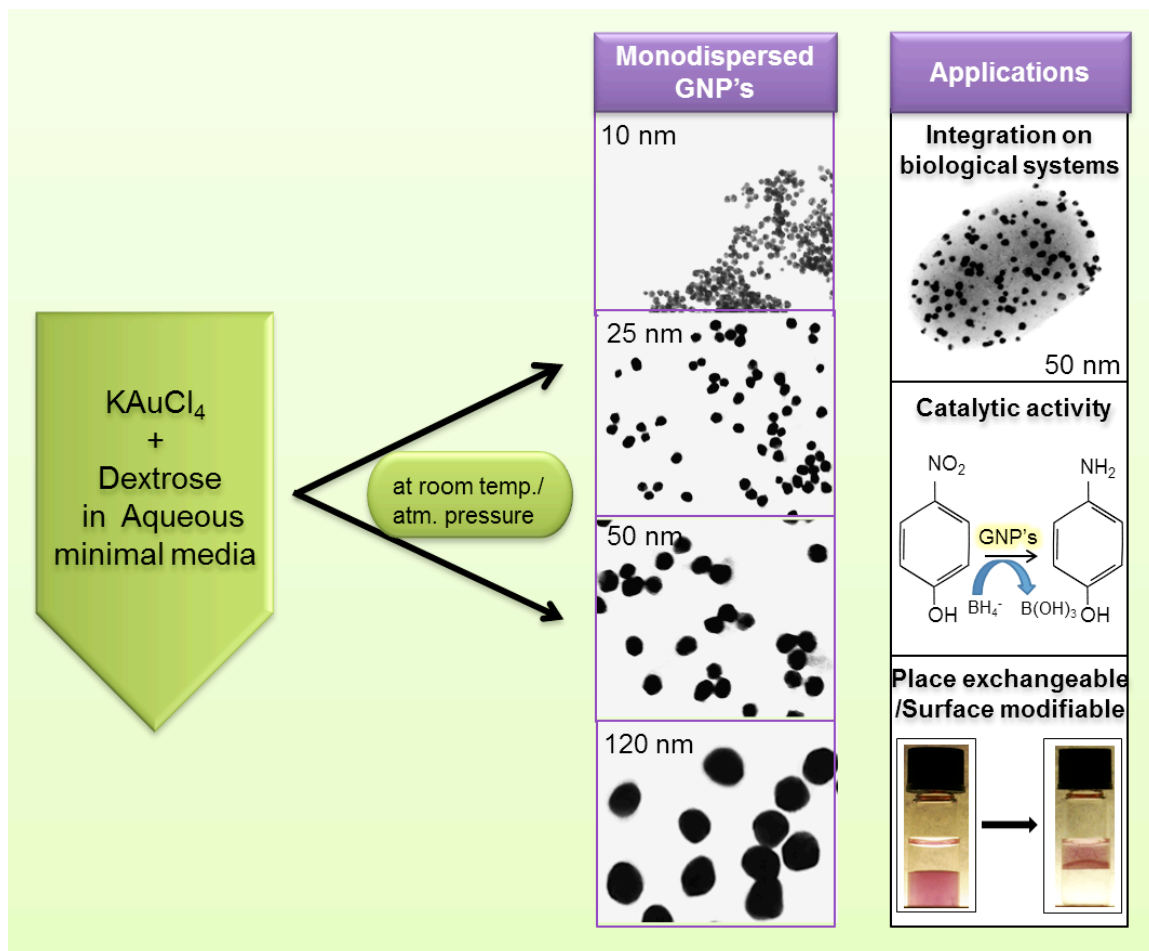 KAuCl₄
+
Dextrose
in Aqueous
minimal media
at room temp./
atm. pressure
Monodispersed
GNP's
10 nm
25 nm
50 nm
120 nm
Applications
Integration on
biological systems
50 nm
Catalytic activity
NO₂
NH₂
GNP's
OH
BH₄⁻
B(OH)₃
OH
Place exchangeable
/Surface modifiable